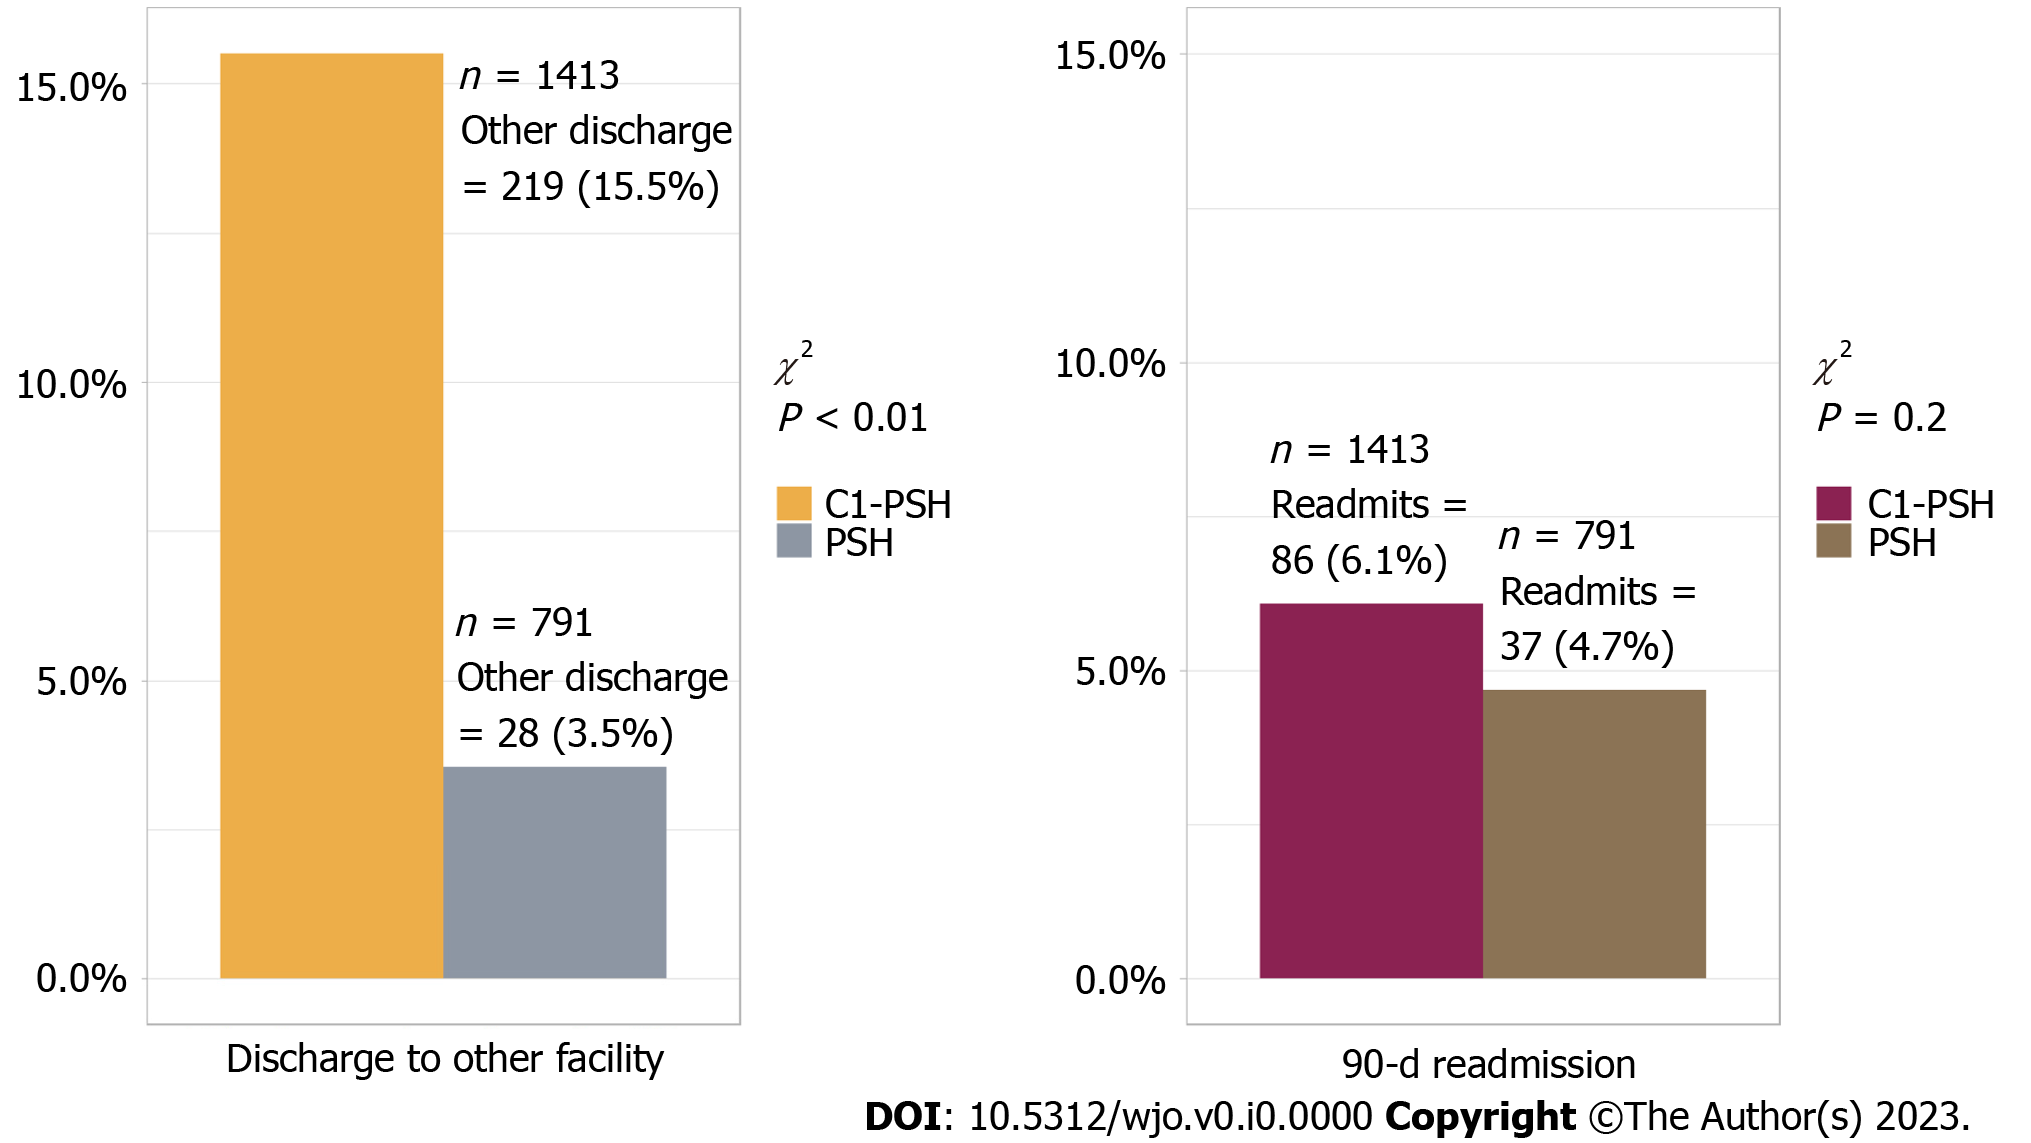 15.0%
10.0%
5.0%
0.0%
n = 1413
Other discharge
= 219 (15.5%)
n = 791
Other discharge
= 28 (3.5%)
Discharge to other facility
χ²
P < 0.01
C1-PSH
PSH
15.0%
10.0%
5.0%
0.0%
n = 1413
Readmits =
86 (6.1%)
n = 791
Readmits =
37 (4.7%)
90-d readmission
χ²
P = 0.2
C1-PSH
PSH
DOI: 10.5312/wjo.v0.i0.0000 Copyright ©The Author(s) 2023.